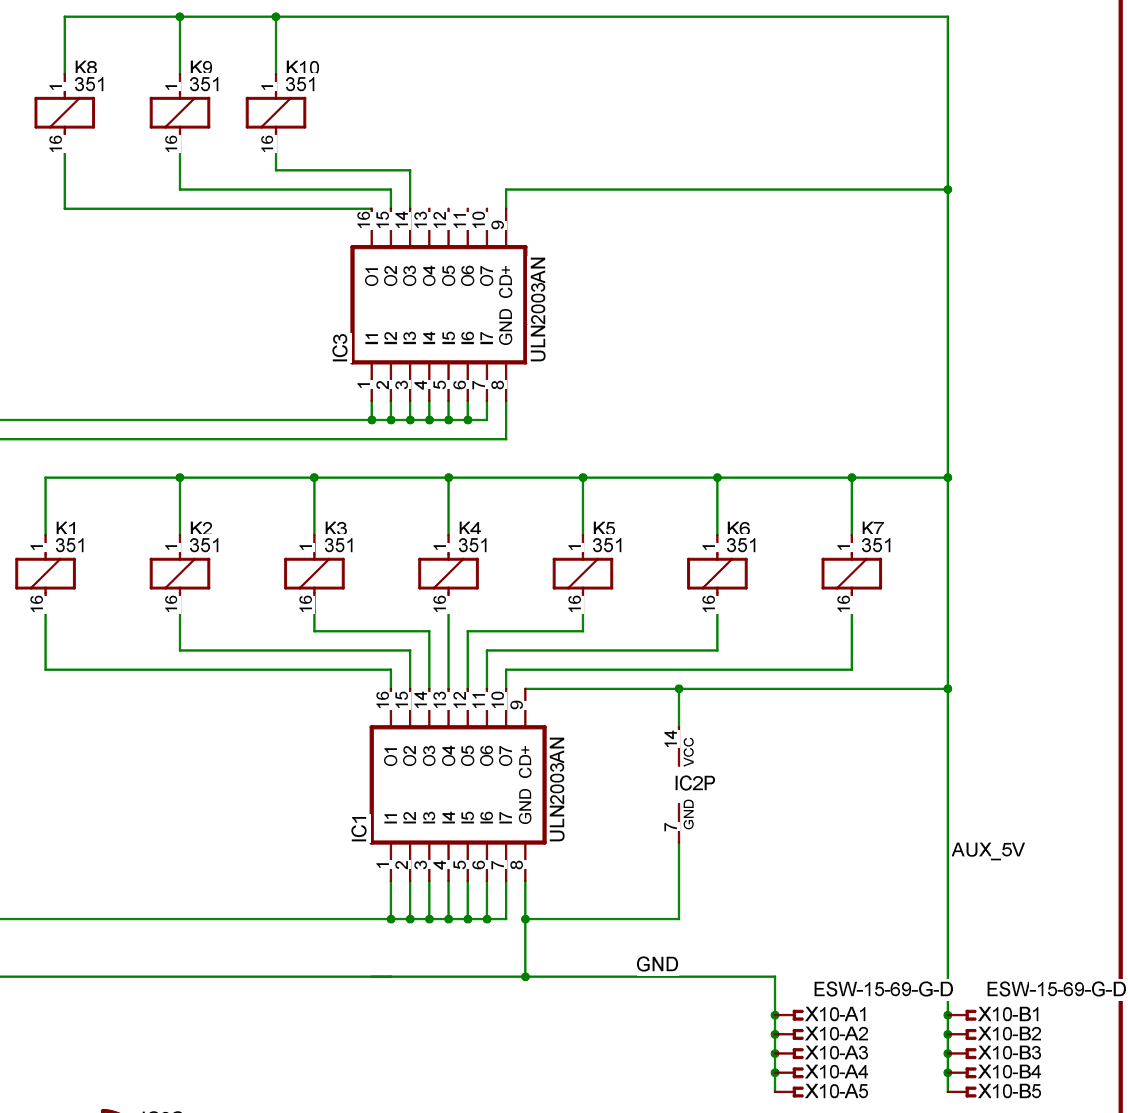 K8 K9 K10
351 351 351
1 1 1
16 16 16
16 15 14 13 12 11 10 9
O1 O2 O3 O4 O5 O6 O7 CD+
I1 I2 I3 I4 I5 I6 I7 GND
IC3
ULN2003AN
1 2 3 4 5 6 7 8
K1 K2 K3 K4 K5 K6 K7
351 351 351 351 351 351 351
1 1 1 1 1 1 1
16 16 16 16 16 16 16
16 15 14 13 12 11 10 9
O1 O2 O3 O4 O5 O6 O7 CD+
I1 I2 I3 I4 I5 I6 I7 GND
IC1
ULN2003AN
1 2 3 4 5 6 7 8
14 VCC
IC2P
7 GND
AUX_5V
GND
ESW-15-69-G-D ESW-15-69-G-D
X10-A1 X10-B1
X10-A2 X10-B2
X10-A3 X10-B3
X10-A4 X10-B4
X10-A5 X10-B5